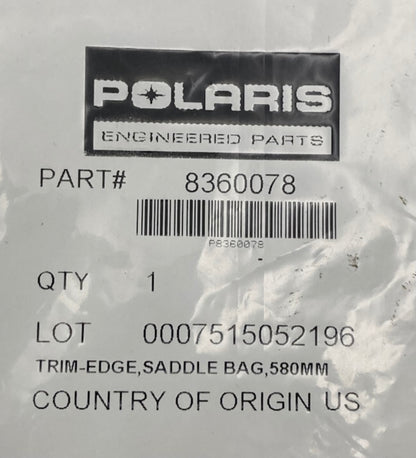 POLARIS
ENGINEERED PARTS
PART# 8360078
P8360078
QTY 1
LOT 0007515052196
TRIM-EDGE,SADDLE BAG,580MM
COUNTRY OF ORIGIN US